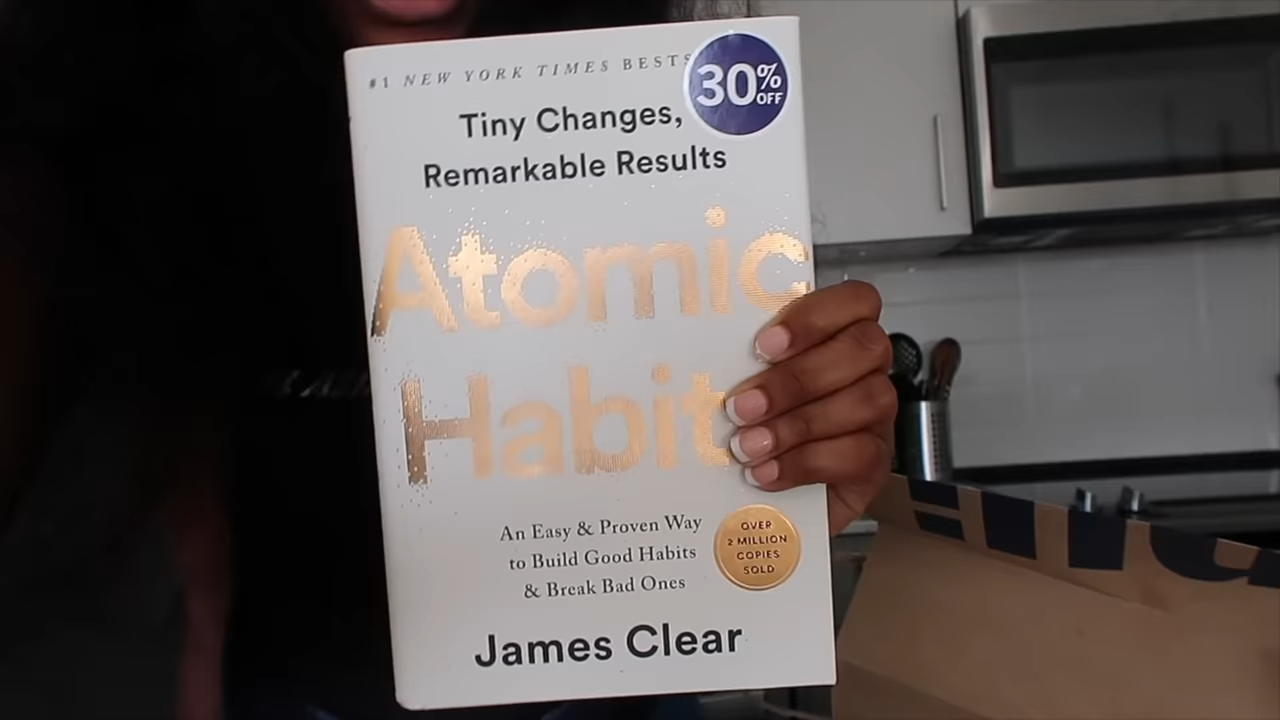 #1 NEW YORK TIMES BESTS
30%
OFF
Tiny Changes,
Remarkable Results
Atomic
Habit
An Easy & Proven Way
to Build Good Habits
& Break Bad Ones
OVER
2 MILLION
COPIES
SOLD
James Clear